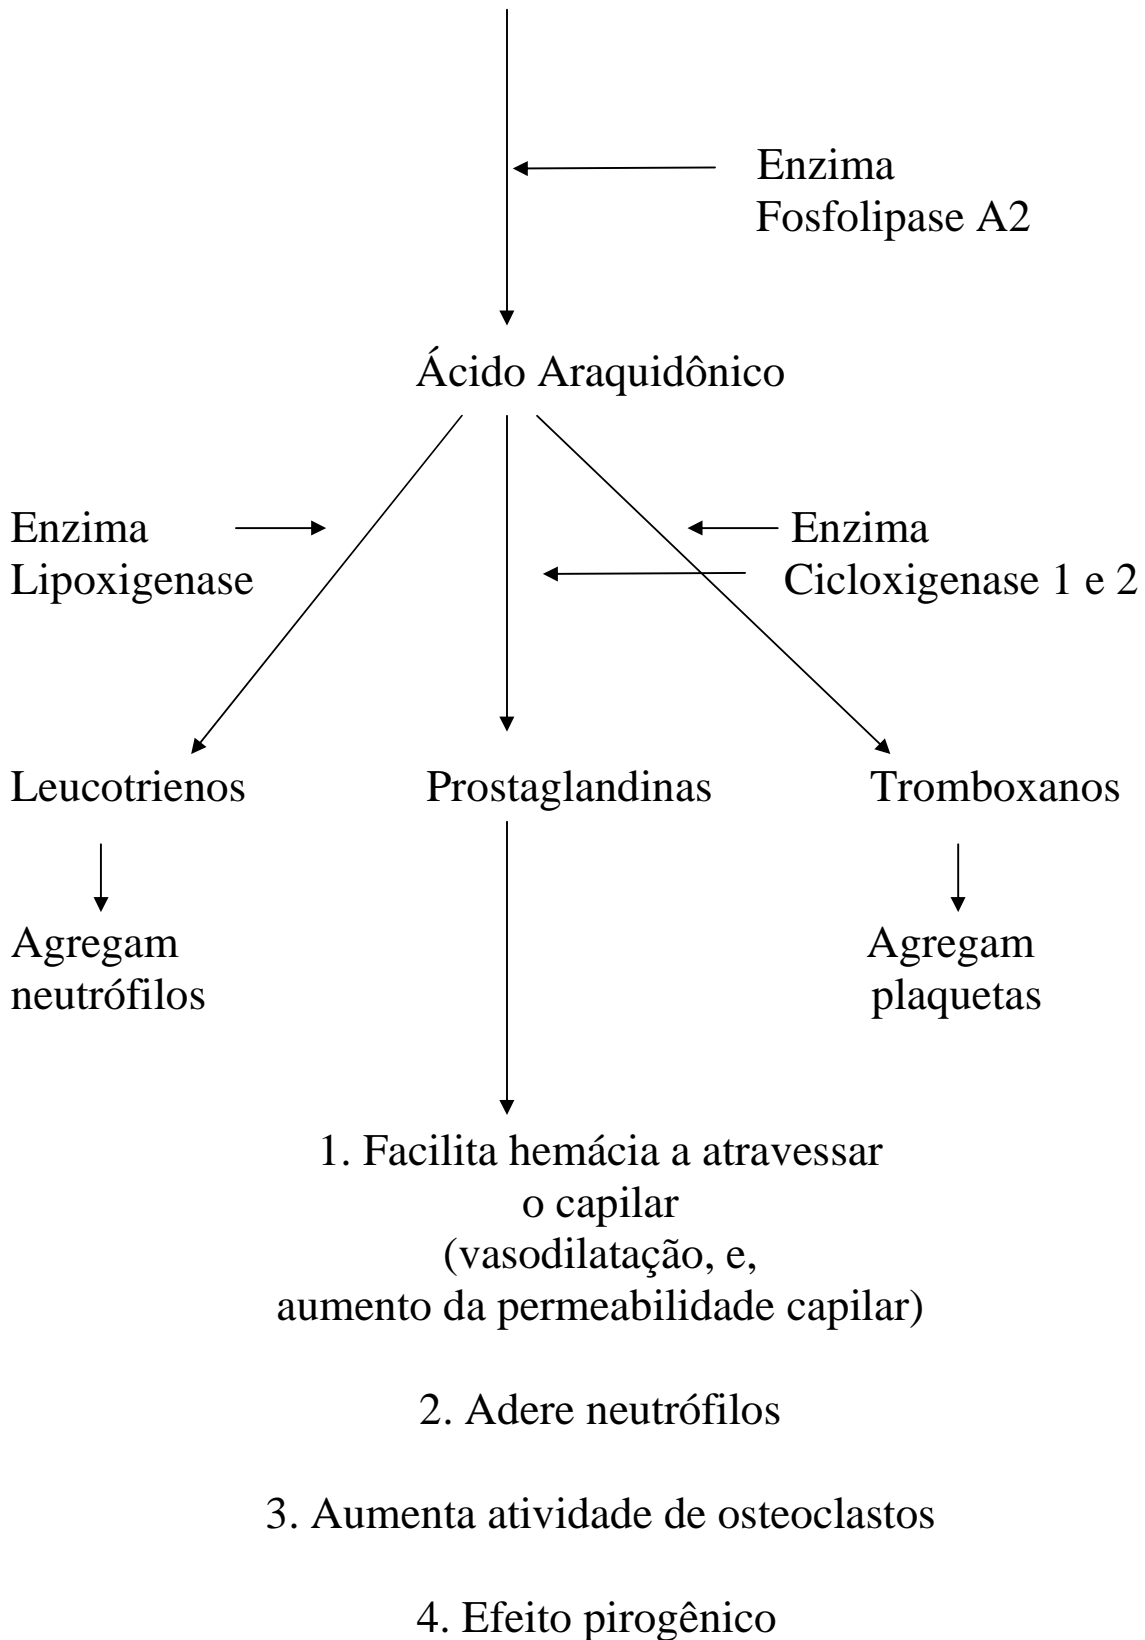 Enzima
Fosfolipase A2
Ácido Araquidônico
Enzima
Lipoxigenase
Enzima
Cicloxigenase 1 e 2
Leucotrienos
Prostaglandinas
Tromboxanos
Agregam
neutrófilos
Agregam
plaquetas
1. Facilita hemácia a atravessar
o capilar
(vasodilatação, e,
aumento da permeabilidade capilar)
2. Adere neutrófilos
3. Aumenta atividade de osteoclastos
4. Efeito pirogênico